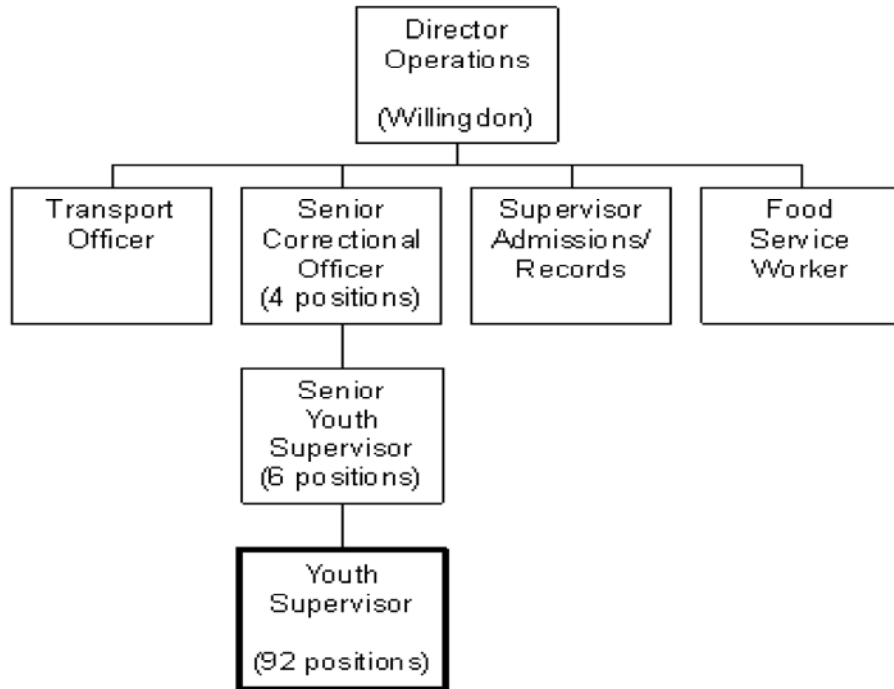 Director
Operations
(Willingdon)
Transport
Officer
Senior
Correctional
Officer
(4 positions)
Supervisor
Admissions/
Records
Food
Service
Worker
Senior
Youth
Supervisor
(6 positions)
Youth
Supervisor
(92 positions)